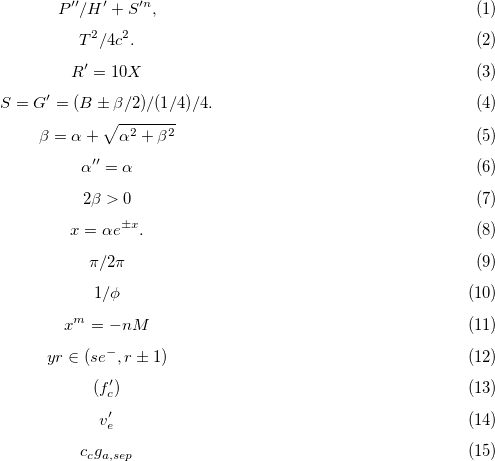 P''/H' + S'^n, (1)
T^2/4c^2. (2)
R' = 10X (3)
S = G' = (B ± β/2)/(1/4)/4. (4)
β = α + √(α^2 + β^2) (5)
α'' = α (6)
2β > 0 (7)
x = αe^{±x}. (8)
π/2π (9)
1/ϕ (10)
x^m = −nM (11)
yr ∈ (se^−, r ± 1) (12)
(f'_c) (13)
v'_e (14)
c_c g_{a,sep} (15)